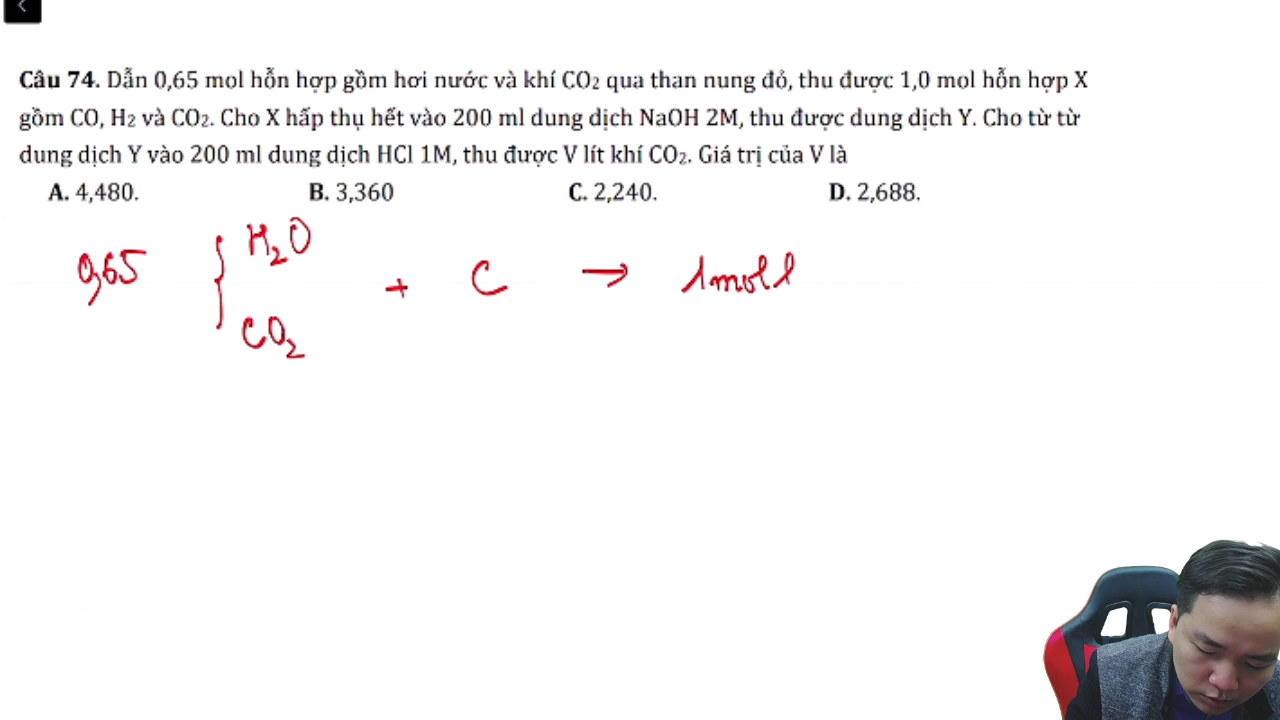 Câu 74. Dẫn 0,65 mol hỗn hợp gồm hơi nước và khí CO₂ qua than nung đỏ, thu được 1,0 mol hỗn hợp X
gồm CO, H₂ và CO₂. Cho X hấp thụ hết vào 200 ml dung dịch NaOH 2M, thu được dung dịch Y. Cho từ từ
dung dịch Y vào 200 ml dung dịch HCl 1M, thu được V lít khí CO₂. Giá trị của V là
A. 4,480. B. 3,360 C. 2,240. D. 2,688.
H₂O
0,65 { + C → 1moll
CO₂